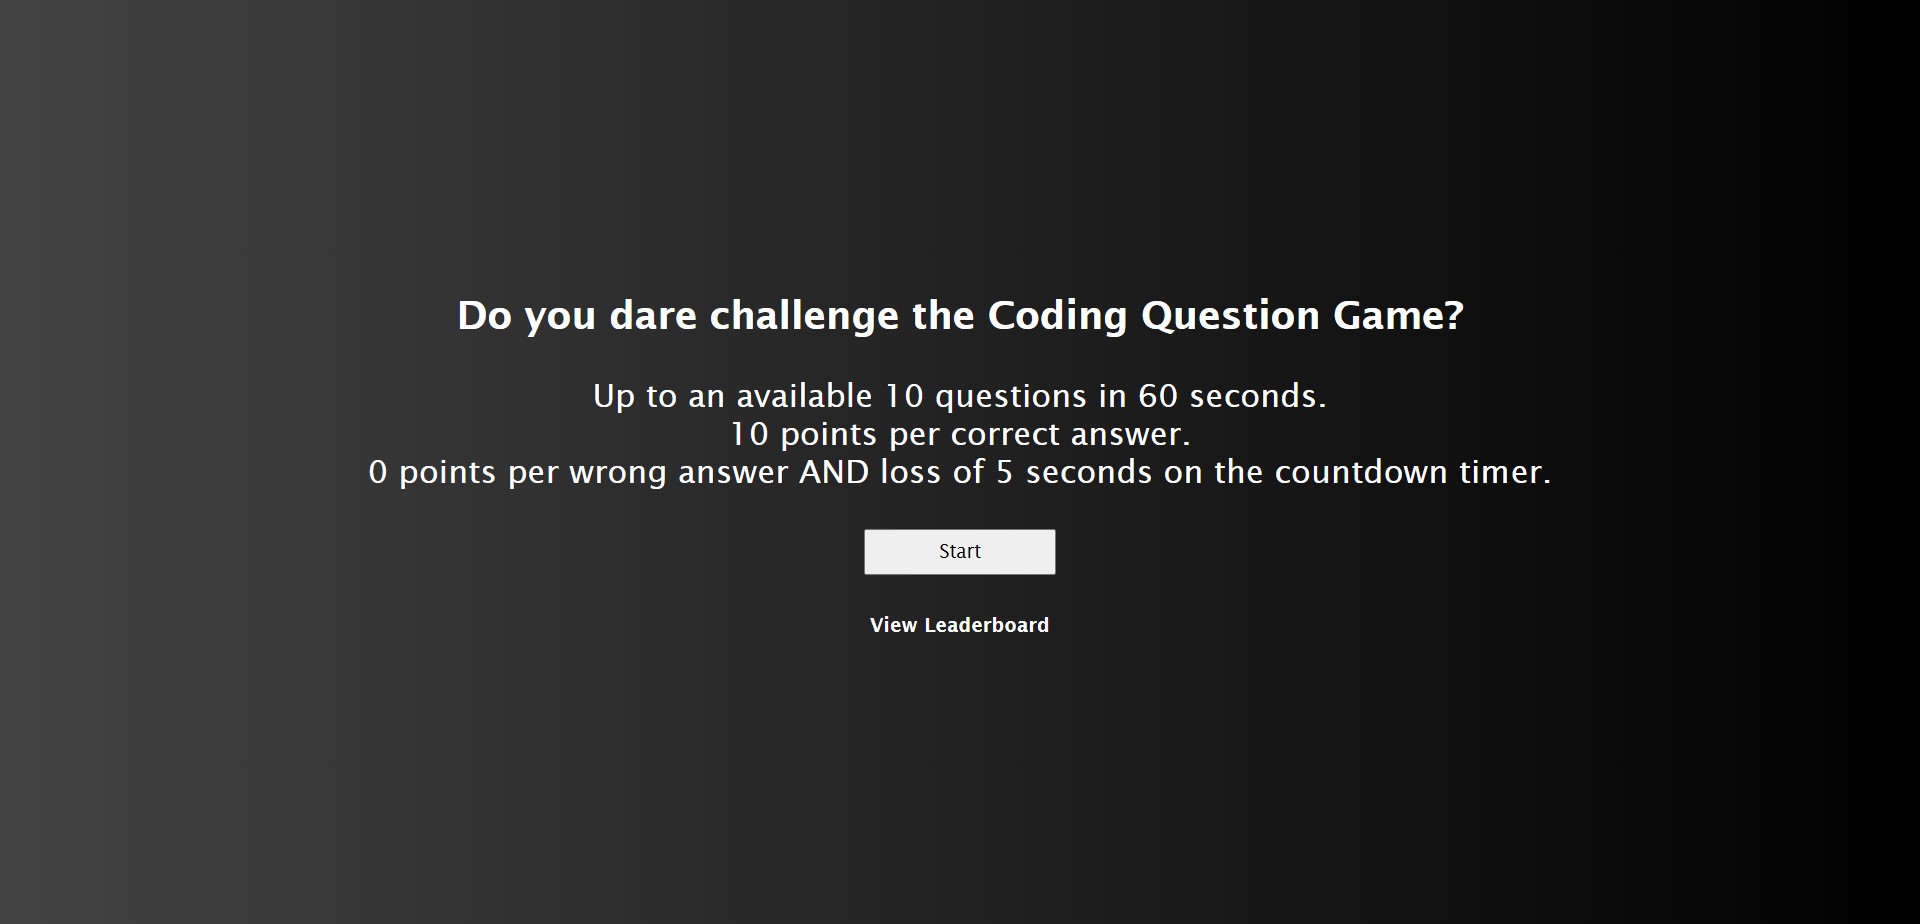 Do you dare challenge the Coding Question Game?
Up to an available 10 questions in 60 seconds.
10 points per correct answer.
0 points per wrong answer AND loss of 5 seconds on the countdown timer.
Start
View Leaderboard